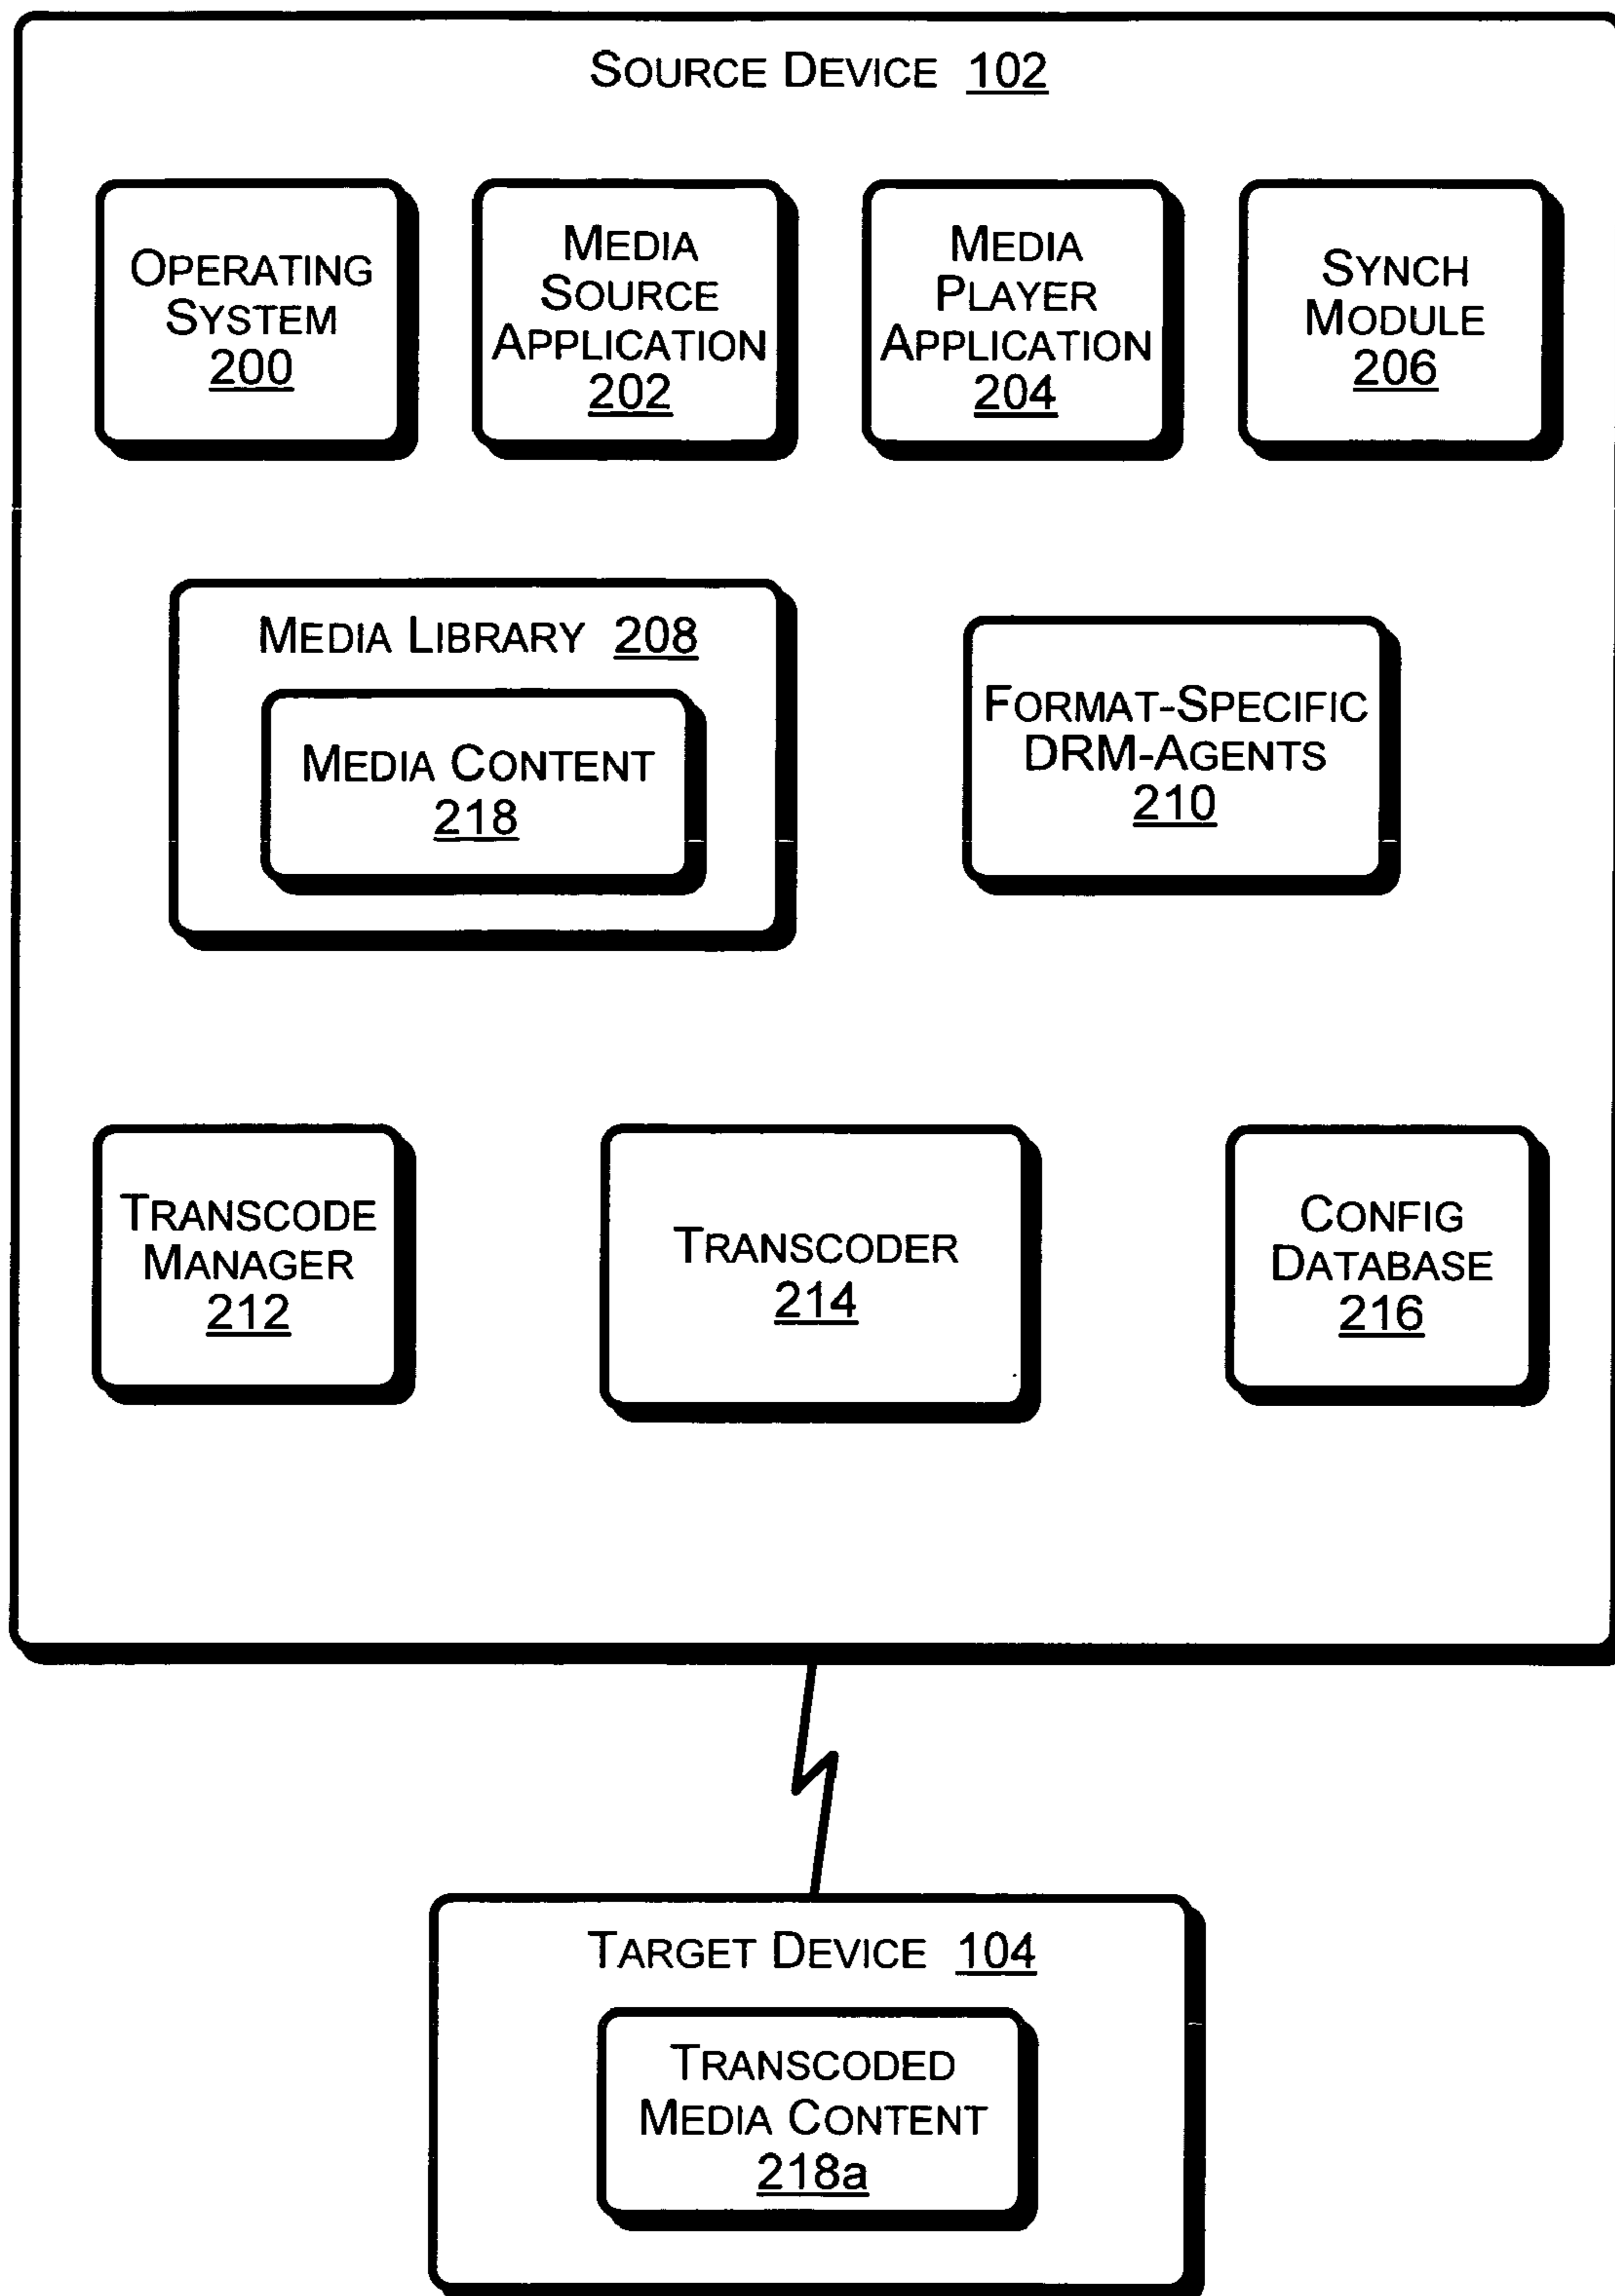 SOURCE DEVICE 102
OPERATING
SYSTEM
200
MEDIA
SOURCE
APPLICATION
202
MEDIA
PLAYER
APPLICATION
204
SYNCH
MODULE
206
MEDIA LIBRARY 208
MEDIA CONTENT
218
FORMAT-SPECIFIC
DRM-AGENTS
210
TRANSCODE
MANAGER
212
TRANSCODER
214
CONFIG
DATABASE
216
TARGET DEVICE 104
TRANSCODED
MEDIA CONTENT
218a